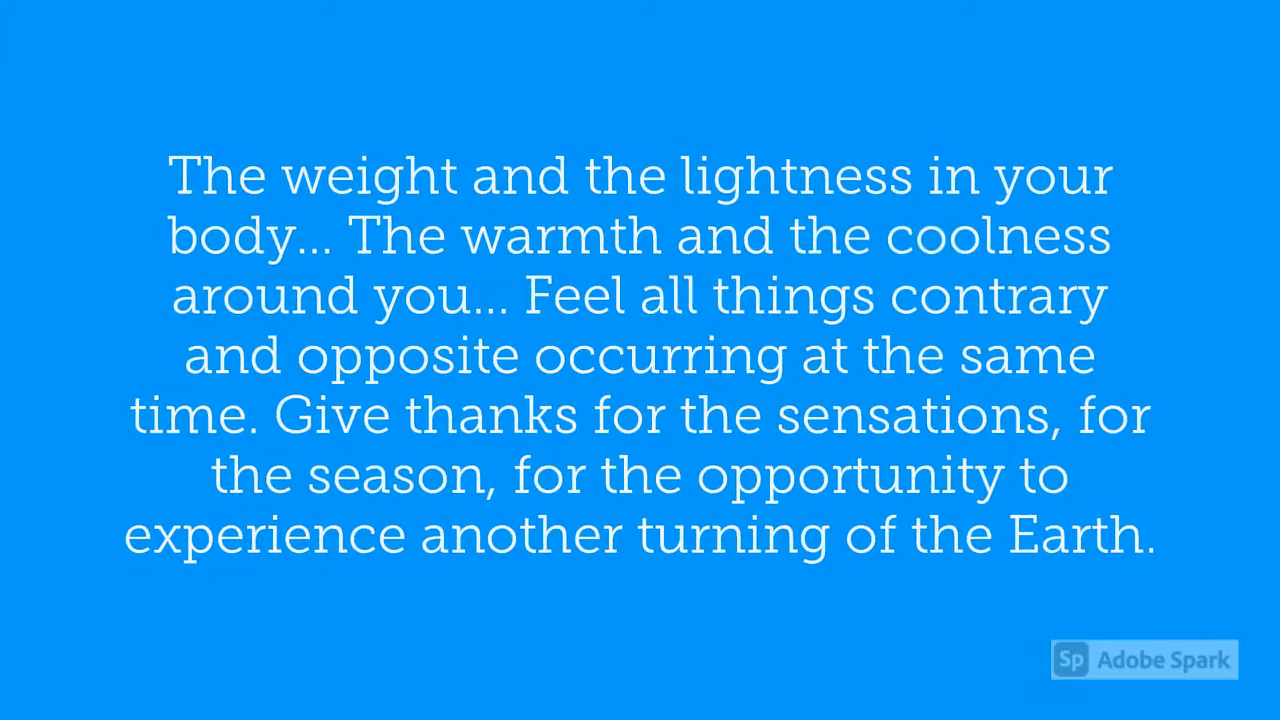 The weight and the lightness in your
body... The warmth and the coolness
around you... Feel all things contrary
and opposite occurring at the same
time. Give thanks for the sensations, for
the season, for the opportunity to
experience another turning of the Earth.
Sp Adobe Spark